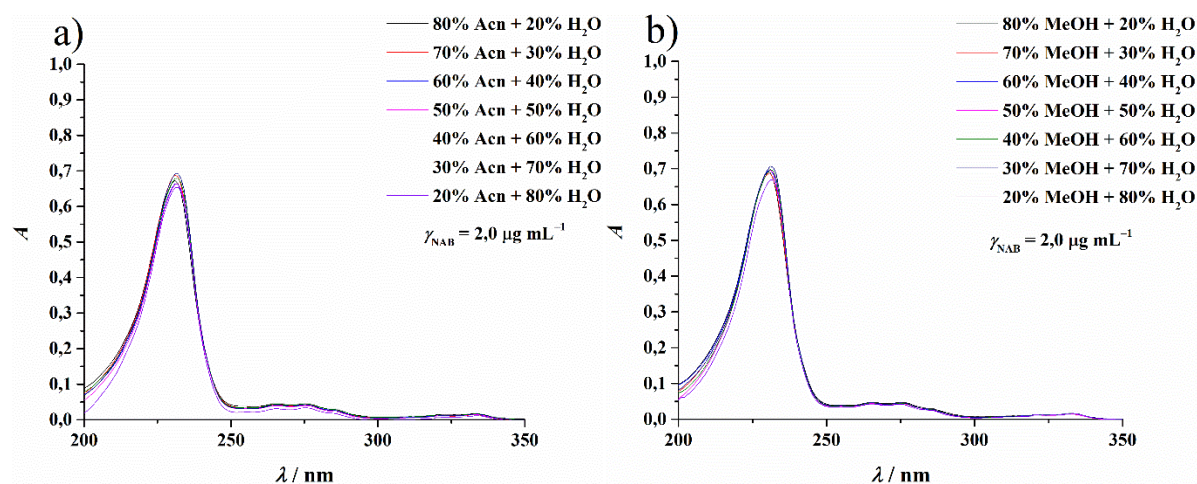 a)
80% Acn + 20% H₂O
70% Acn + 30% H₂O
60% Acn + 40% H₂O
50% Acn + 50% H₂O
40% Acn + 60% H₂O
30% Acn + 70% H₂O
20% Acn + 80% H₂O
γNAB = 2,0 μg mL⁻¹
1,0
0,9
0,8
0,7
0,6
0,5
0,4
0,3
0,2
0,1
0,0
A
200 250 300 350
λ / nm
b)
80% MeOH + 20% H₂O
70% MeOH + 30% H₂O
60% MeOH + 40% H₂O
50% MeOH + 50% H₂O
40% MeOH + 60% H₂O
30% MeOH + 70% H₂O
20% MeOH + 80% H₂O
γNAB = 2,0 μg mL⁻¹
1,0
0,9
0,8
0,7
0,6
0,5
0,4
0,3
0,2
0,1
0,0
A
200 250 300 350
λ / nm